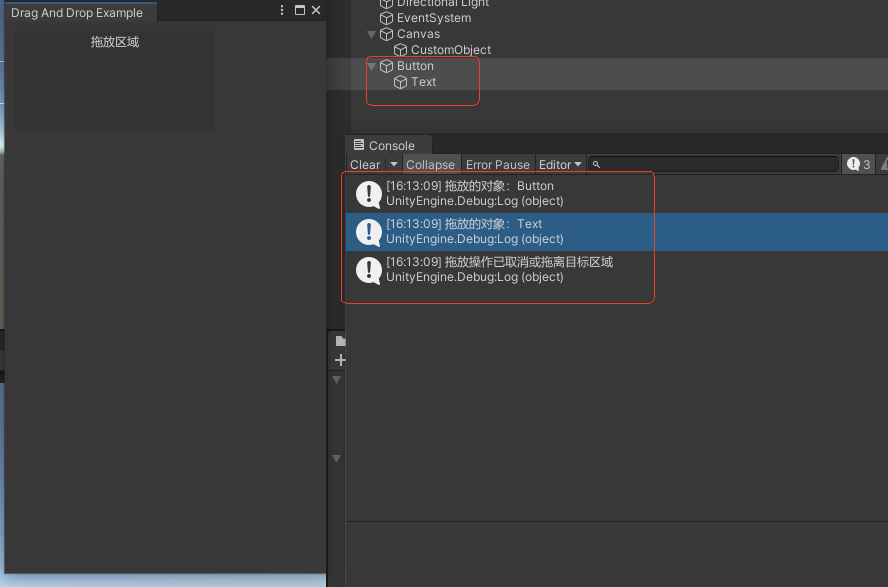 Drag And Drop Example
拖放区域
Directional Light
EventSystem
Canvas
CustomObject
Button
Text
Console
Clear
Collapse
Error Pause
Editor
3
[16:13:09] 拖放的对象：Button
UnityEngine.Debug:Log (object)
[16:13:09] 拖放的对象：Text
UnityEngine.Debug:Log (object)
[16:13:09] 拖放操作已取消或拖离目标区域
UnityEngine.Debug:Log (object)